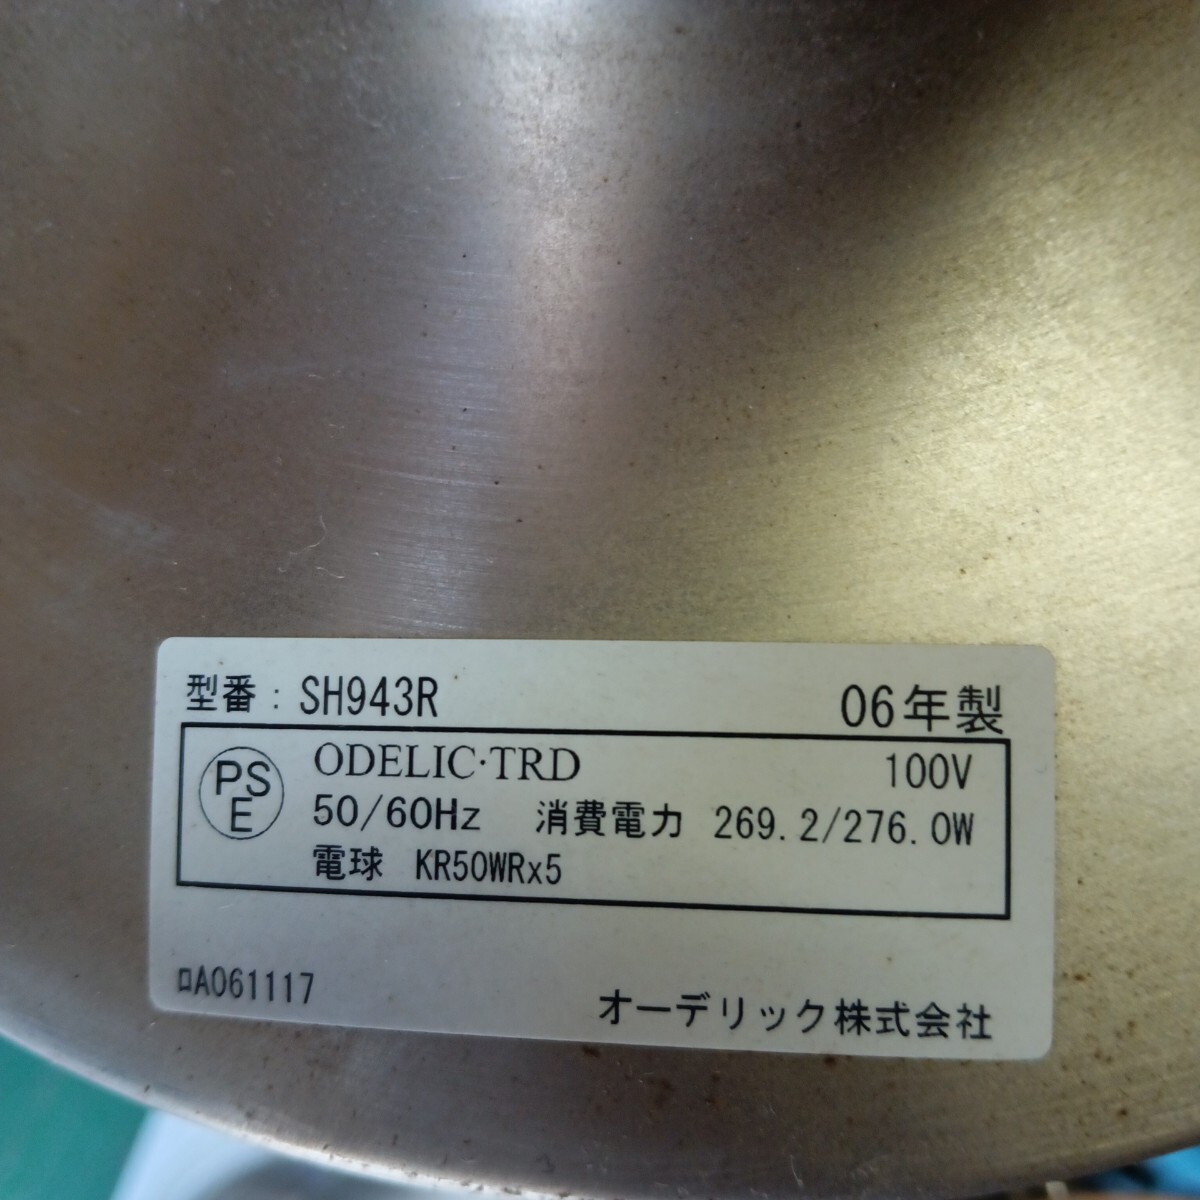 型番：SH943R 06年製
PSE ODELIC·TRD 100V
50/60Hz 消費電力 269.2/276.0W
電球 KR50WRx5
ロA061117
オーデリック株式会社